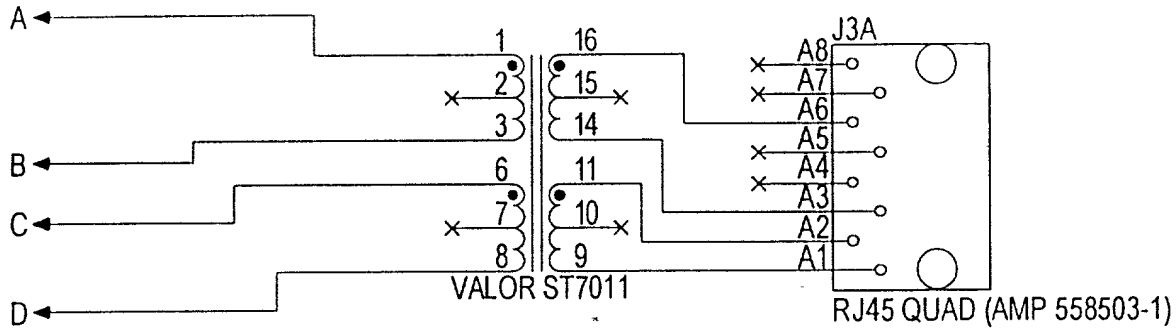 A
B
C
D
1
2
3
6
7
8
16
15
14
11
10
9
VALOR ST7011
J3A
A8
A7
A6
A5
A4
A3
A2
A1
RJ45 QUAD (AMP 558503-1)